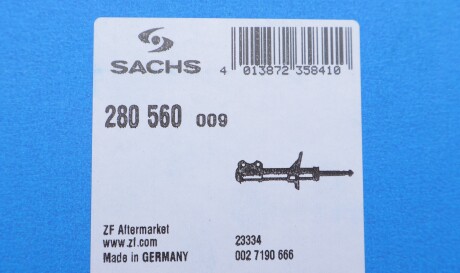 SACHS
4 013872 358410
280 560 009
ZF Aftermarket
www.zf.com
Made in GERMANY
23334
002 7190 666